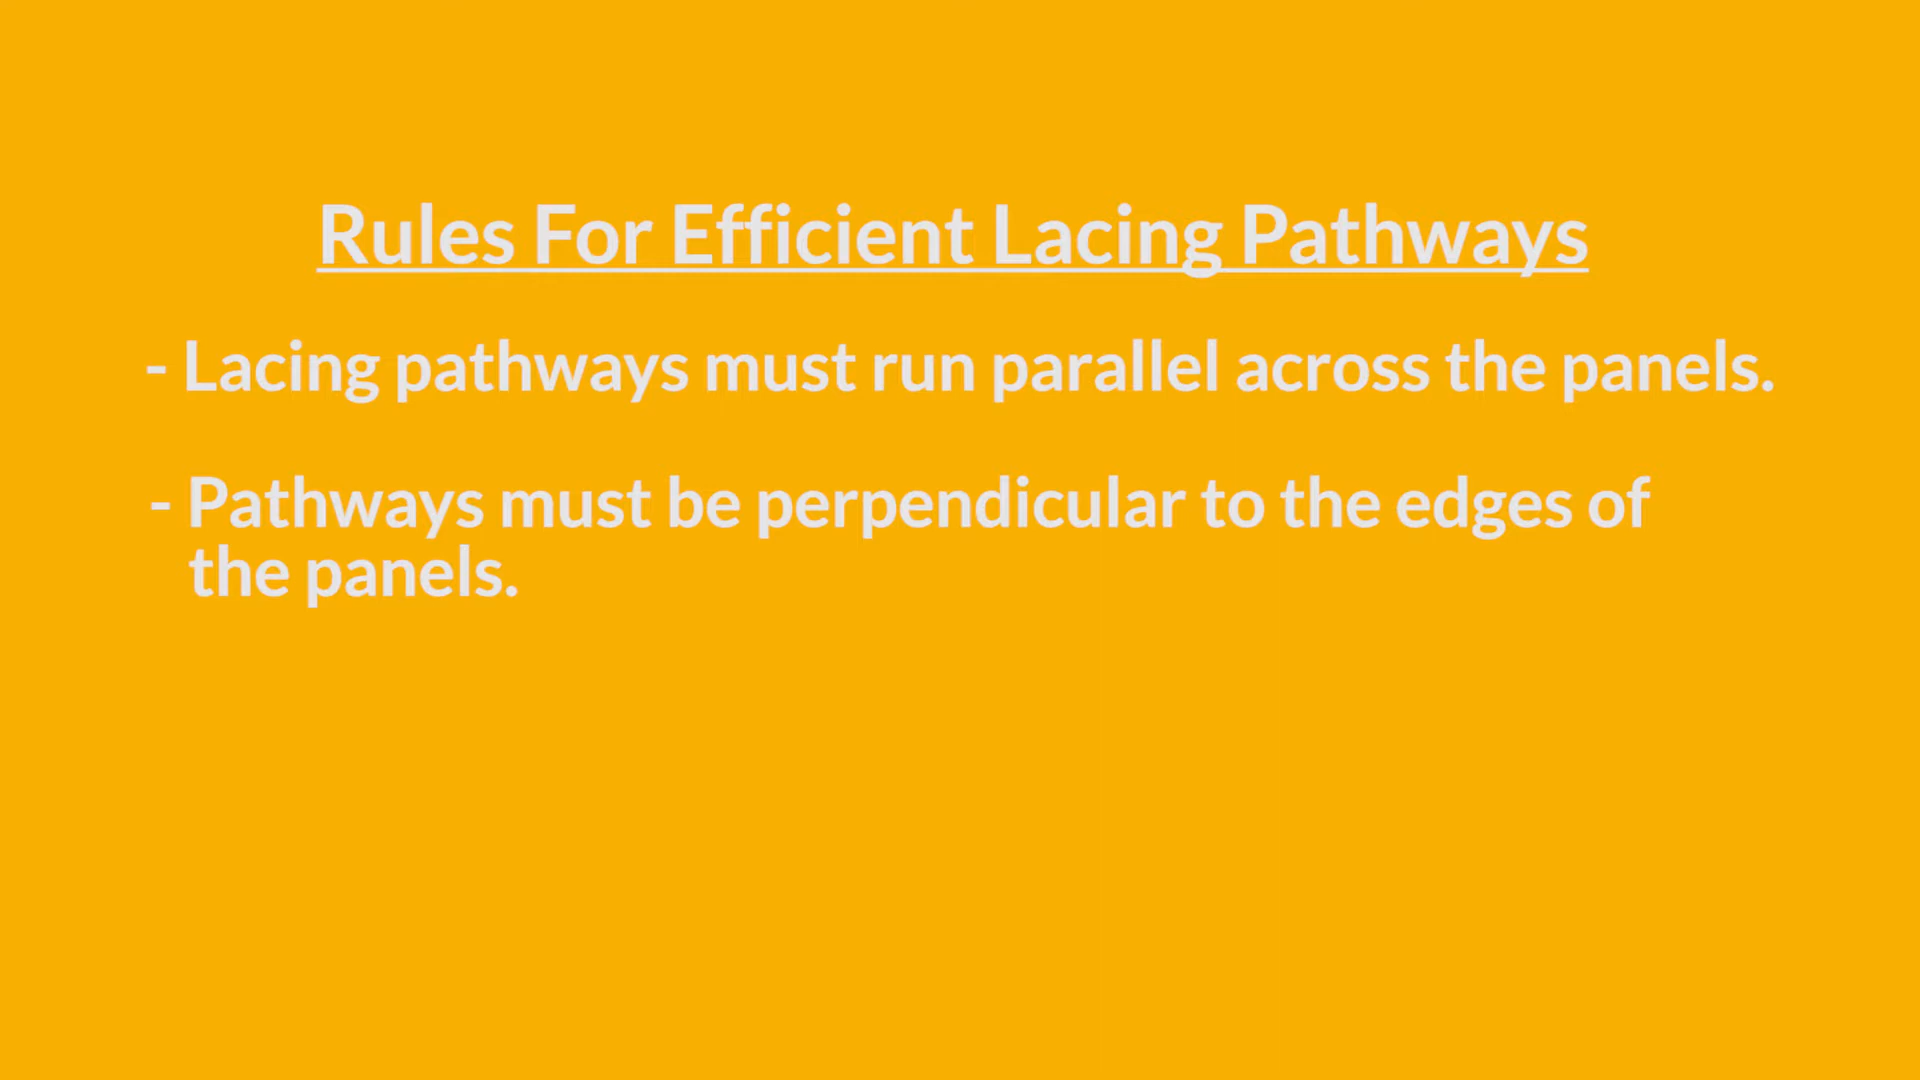 Rules For Efficient Lacing Pathways
- Lacing pathways must run parallel across the panels.
- Pathways must be perpendicular to the edges of
the panels.